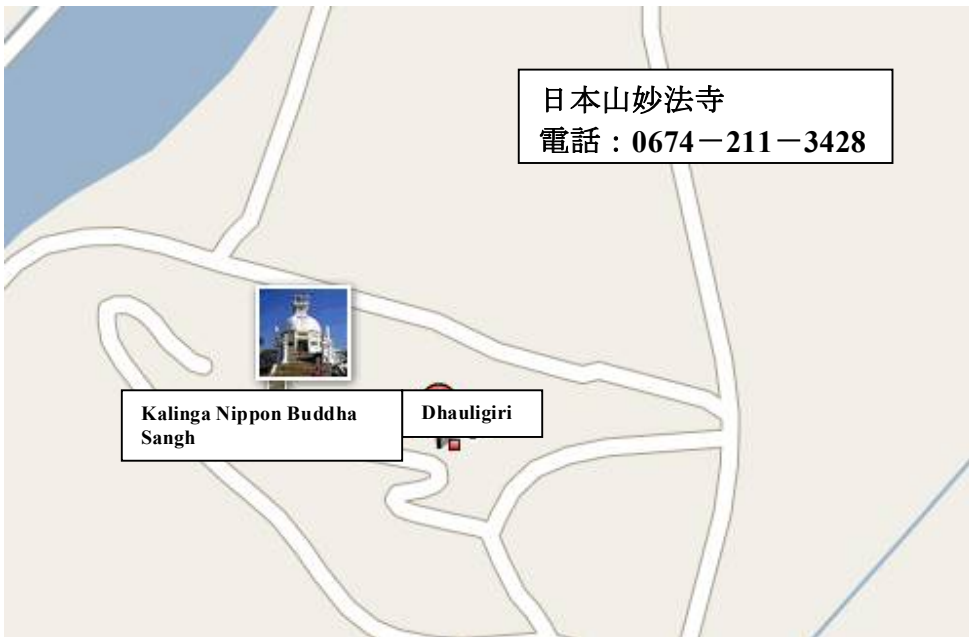 日本山妙法寺
電話：0674－211－3428
Kalinga Nippon Buddha
Sangh
Dhauligiri